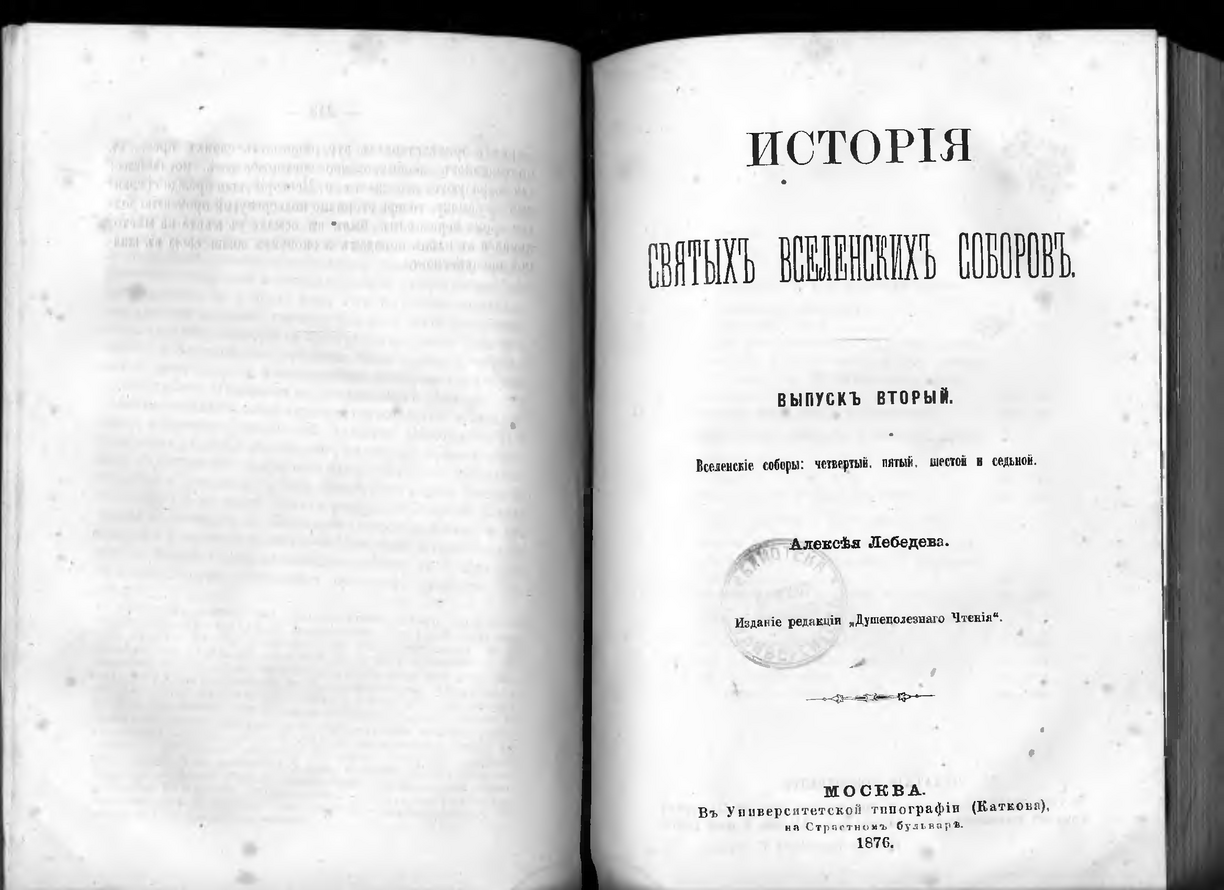 ИСТОРІЯ
СВЯТЫХЪ ВСЕЛЕНСКИХЪ СОБОРОВЪ.
ВЫПУСКЪ ВТОРЫЙ.
Вселенскіе соборы: четвертый, пятый, шестой и седьмой.
Алексѣя Лебедева.
Изданіе редакціи „Душеполезнаго Чтенія“.
МОСКВА.
Въ Университетской типографіи (Каткова),
на Страстномъ бульварѣ.
1876.